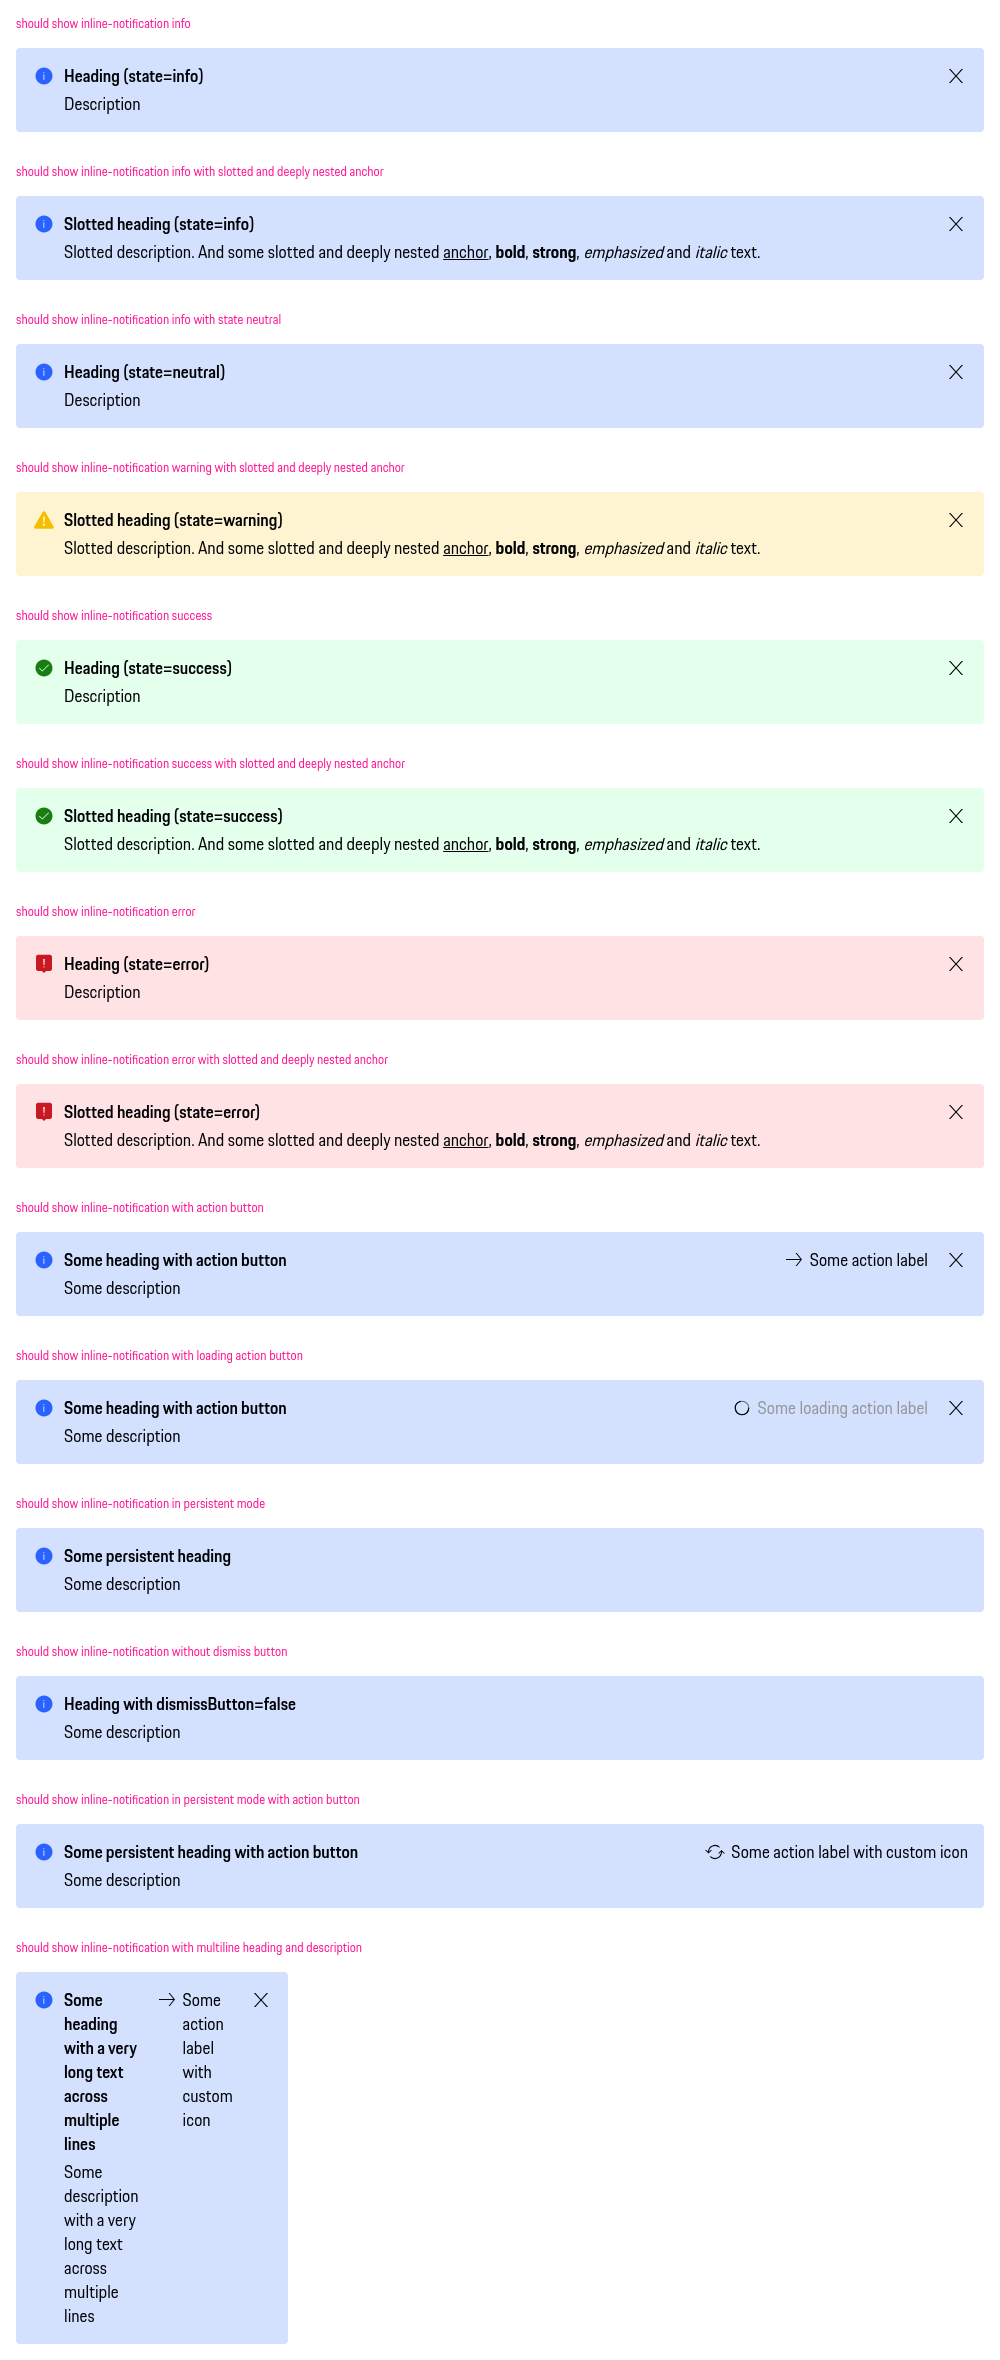 should show inline-notification info
Heading (state=info)
Description
should show inline-notification info with slotted and deeply nested anchor
Slotted heading (state=info)
Slotted description. And some slotted and deeply nested anchor, bold, strong, emphasized and italic text.
should show inline-notification info with state neutral
Heading (state=neutral)
Description
should show inline-notification warning with slotted and deeply nested anchor
Slotted heading (state=warning)
Slotted description. And some slotted and deeply nested anchor, bold, strong, emphasized and italic text.
should show inline-notification success
Heading (state=success)
Description
should show inline-notification success with slotted and deeply nested anchor
Slotted heading (state=success)
Slotted description. And some slotted and deeply nested anchor, bold, strong, emphasized and italic text.
should show inline-notification error
Heading (state=error)
Description
should show inline-notification error with slotted and deeply nested anchor
Slotted heading (state=error)
Slotted description. And some slotted and deeply nested anchor, bold, strong, emphasized and italic text.
should show inline-notification with action button
Some heading with action button
Some action label
Some description
should show inline-notification with loading action button
Some heading with action button
Some loading action label
Some description
should show inline-notification in persistent mode
Some persistent heading
Some description
should show inline-notification without dismiss button
Heading with dismissButton=false
Some description
should show inline-notification in persistent mode with action button
Some persistent heading with action button
Some action label with custom icon
Some description
should show inline-notification with multiline heading and description
Some
heading
with a very
long text
across
multiple
lines
Some
description
with a very
long text
across
multiple
lines
Some
action
label
with
custom
icon